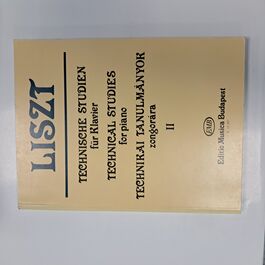 LISZT
TECHNISCHE STUDIEN
für Klavier
TECHNICAL STUDIES
for piano
TECHNIKAI TANULMÁNYOK
zongorára
II
EMB
Editio Musica Budapest